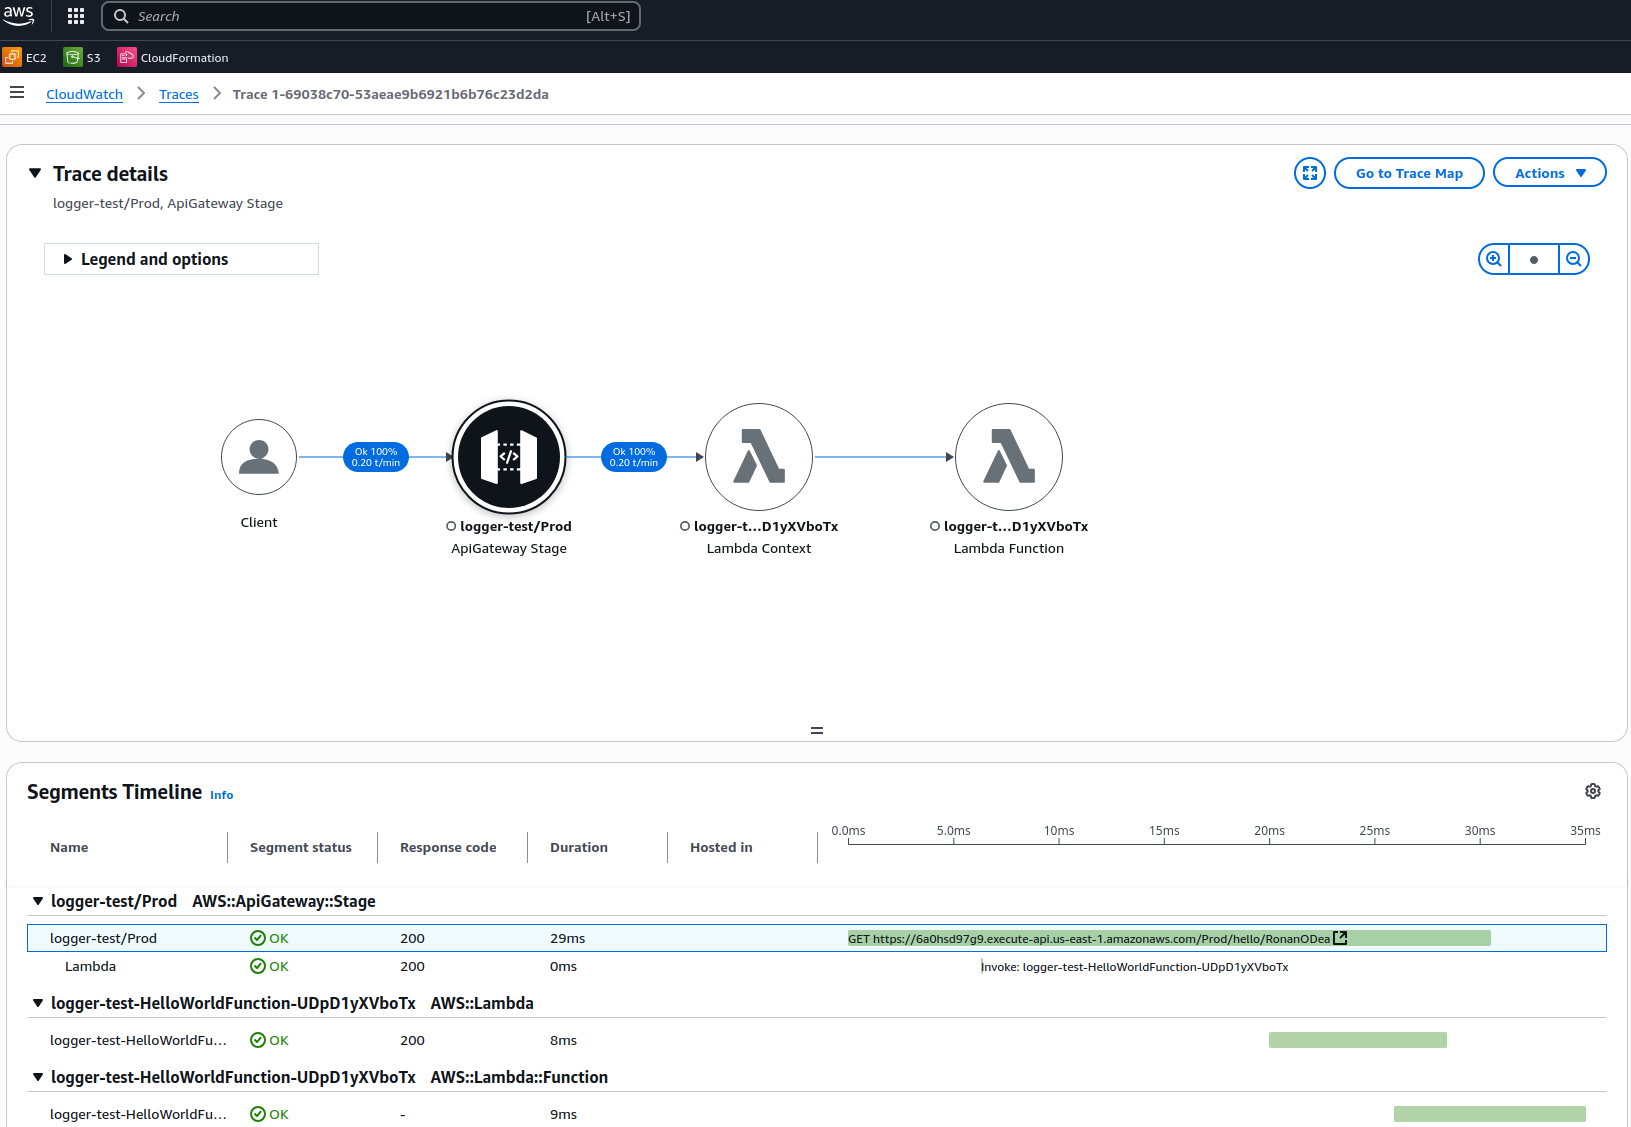 aws
Search [Alt+S]
EC2 S3 CloudFormation
CloudWatch Traces Trace 1-69038c70-53aeae9b6921b6b76c23d2da
Trace details
Go to Trace Map
Actions
logger-test/Prod, ApiGateway Stage
Legend and options
Ok 100%
0.20 t/min
Ok 100%
0.20 t/min
Client
logger-test/Prod
ApiGateway Stage
logger-t...D1yXVboTx
Lambda Context
logger-t...D1yXVboTx
Lambda Function
Segments Timeline Info
Name Segment status Response code Duration Hosted in
0.0ms 5.0ms 10ms 15ms 20ms 25ms 30ms 35ms
logger-test/Prod AWS::ApiGateway::Stage
logger-test/Prod OK 200 29ms GET https://6a0hsd97g9.execute-api.us-east-1.amazonaws.com/Prod/hello/RonanODea
Lambda OK 200 0ms Invoke: logger-test-HelloWorldFunction-UDpD1yXVboTx
logger-test-HelloWorldFunction-UDpD1yXVboTx AWS::Lambda
logger-test-HelloWorldFu... OK 200 8ms
logger-test-HelloWorldFunction-UDpD1yXVboTx AWS::Lambda::Function
logger-test-HelloWorldFu... OK - 9ms